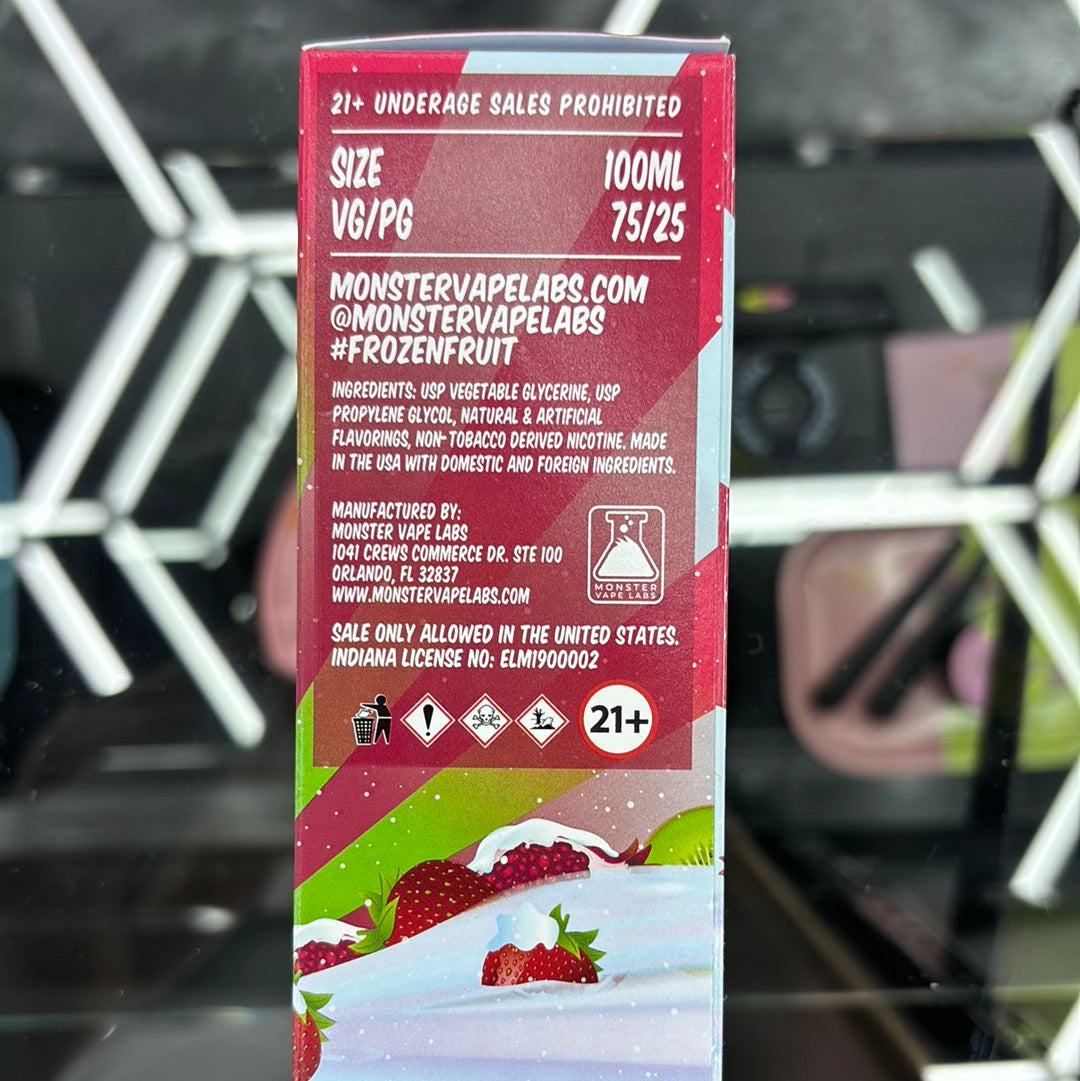 21+ UNDERAGE SALES PROHIBITED
SIZE 100ML
VG/PG 75/25
MONSTERVAPELABS.COM
@MONSTERVAPELABS
#FROZENFRUIT
INGREDIENTS: USP VEGETABLE GLYCERINE, USP
PROPYLENE GLYCOL, NATURAL & ARTIFICIAL
FLAVORINGS, NON-TOBACCO DERIVED NICOTINE. MADE
IN THE USA WITH DOMESTIC AND FOREIGN INGREDIENTS.
MANUFACTURED BY:
MONSTER VAPE LABS
1041 CREWS COMMERCE DR. STE 100
ORLANDO, FL 32837
WWW.MONSTERVAPELABS.COM
MONSTER
VAPE LABS
SALE ONLY ALLOWED IN THE UNITED STATES.
INDIANA LICENSE NO: ELM1900002
21+